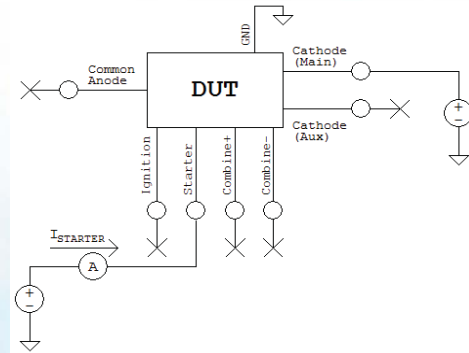 GND
Cathode
(Main)
Common
Anode
DUT
Cathode
(Aux)
Ignition
Starter
Combine+
Combine-
ISTARTER
A
+
-
+
-